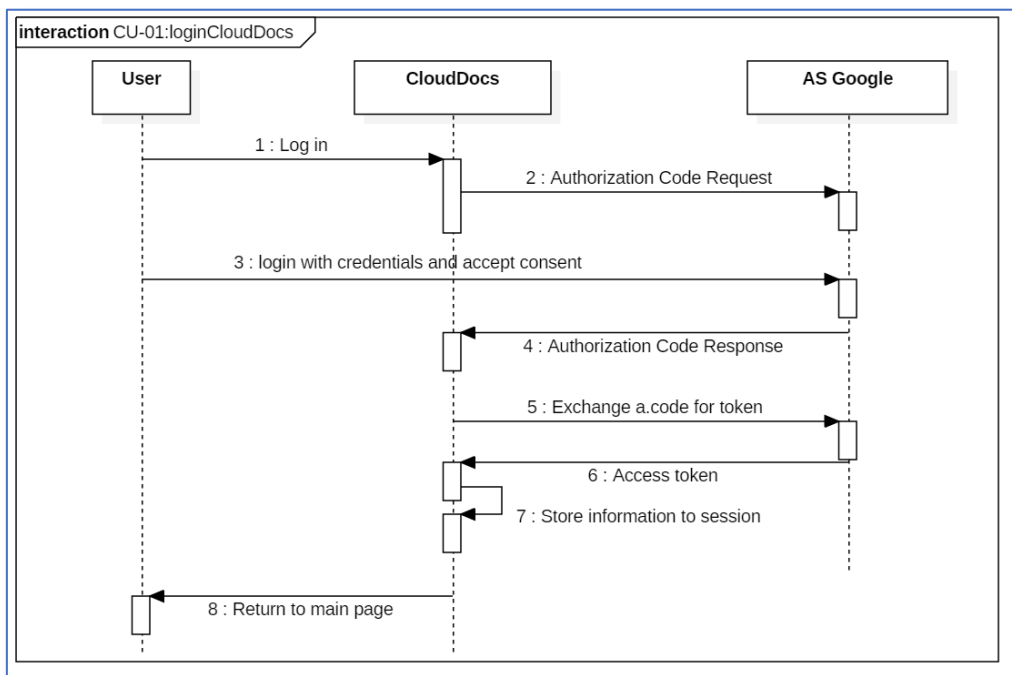 interaction CU-01:loginCloudDocs
User
CloudDocs
AS Google
1 : Log in
2 : Authorization Code Request
3 : login with credentials and accept consent
4 : Authorization Code Response
5 : Exchange a.code for token
6 : Access token
7 : Store information to session
8 : Return to main page